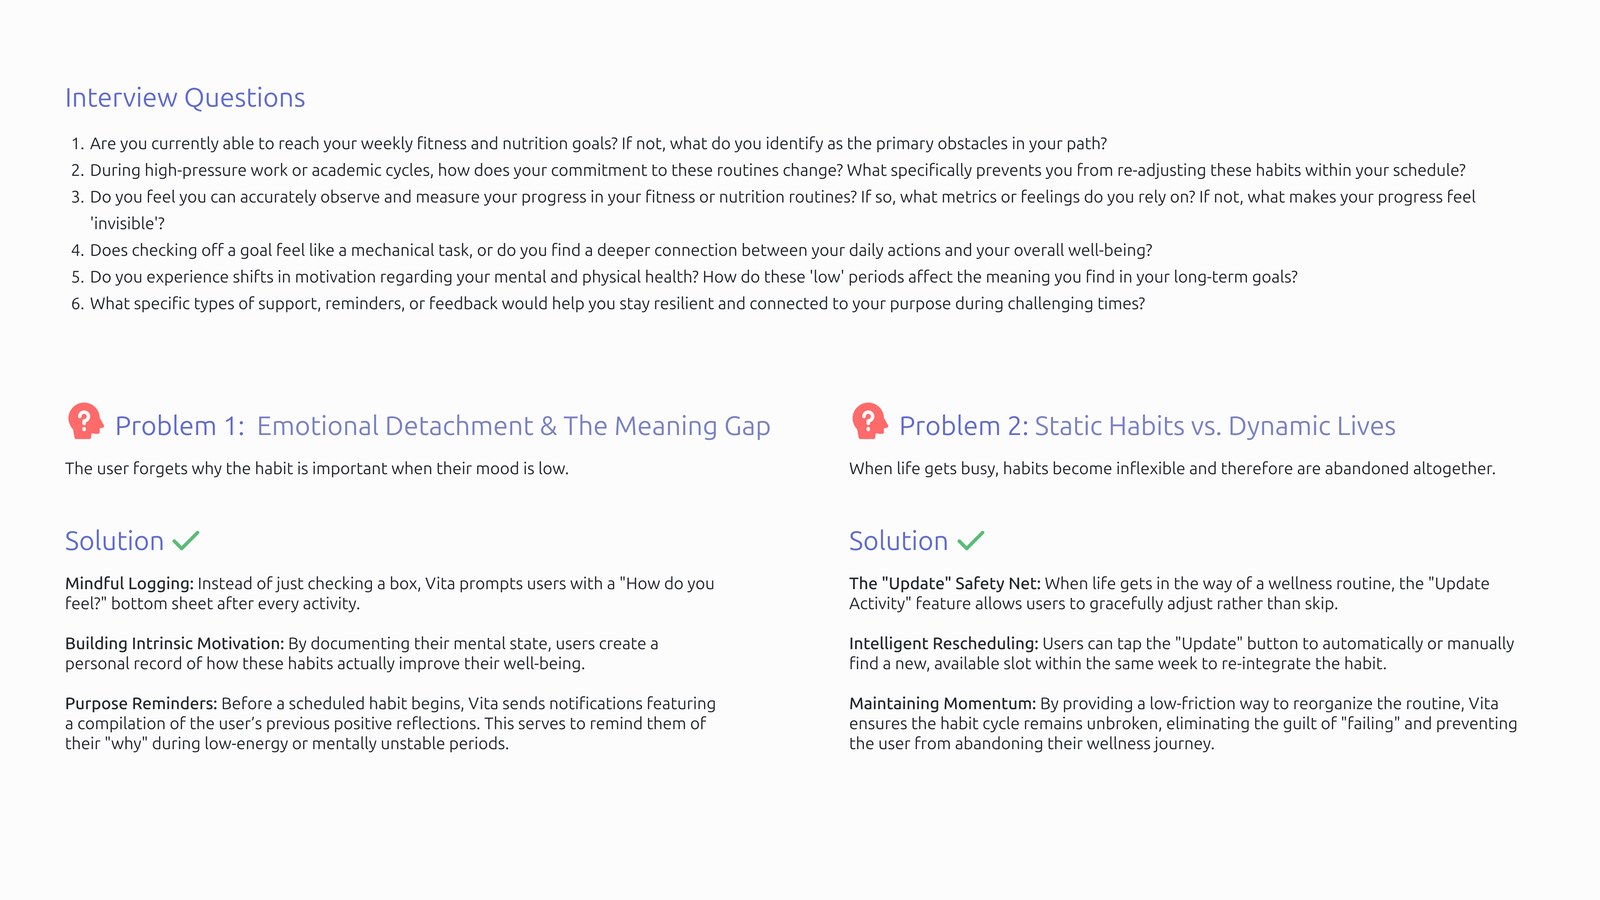 Interview Questions
1. Are you currently able to reach your weekly fitness and nutrition goals? If not, what do you identify as the primary obstacles in your path?
2. During high-pressure work or academic cycles, how does your commitment to these routines change? What specifically prevents you from re-adjusting these habits within your schedule?
3. Do you feel you can accurately observe and measure your progress in your fitness or nutrition routines? If so, what metrics or feelings do you rely on? If not, what makes your progress feel
'invisible'?
4. Does checking off a goal feel like a mechanical task, or do you find a deeper connection between your daily actions and your overall well-being?
5. Do you experience shifts in motivation regarding your mental and physical health? How do these 'low' periods affect the meaning you find in your long-term goals?
6. What specific types of support, reminders, or feedback would help you stay resilient and connected to your purpose during challenging times?
? Problem 1: Emotional Detachment & The Meaning Gap
The user forgets why the habit is important when their mood is low.
Solution
Mindful Logging: Instead of just checking a box, Vita prompts users with a "How do you
feel?" bottom sheet after every activity.
Building Intrinsic Motivation: By documenting their mental state, users create a
personal record of how these habits actually improve their well-being.
Purpose Reminders: Before a scheduled habit begins, Vita sends notifications featuring
a compilation of the user’s previous positive reflections. This serves to remind them of
their "why" during low-energy or mentally unstable periods.
? Problem 2: Static Habits vs. Dynamic Lives
When life gets busy, habits become inflexible and therefore are abandoned altogether.
Solution
The "Update" Safety Net: When life gets in the way of a wellness routine, the "Update
Activity" feature allows users to gracefully adjust rather than skip.
Intelligent Rescheduling: Users can tap the "Update" button to automatically or manually
find a new, available slot within the same week to re-integrate the habit.
Maintaining Momentum: By providing a low-friction way to reorganize the routine, Vita
ensures the habit cycle remains unbroken, eliminating the guilt of "failing" and preventing
the user from abandoning their wellness journey.